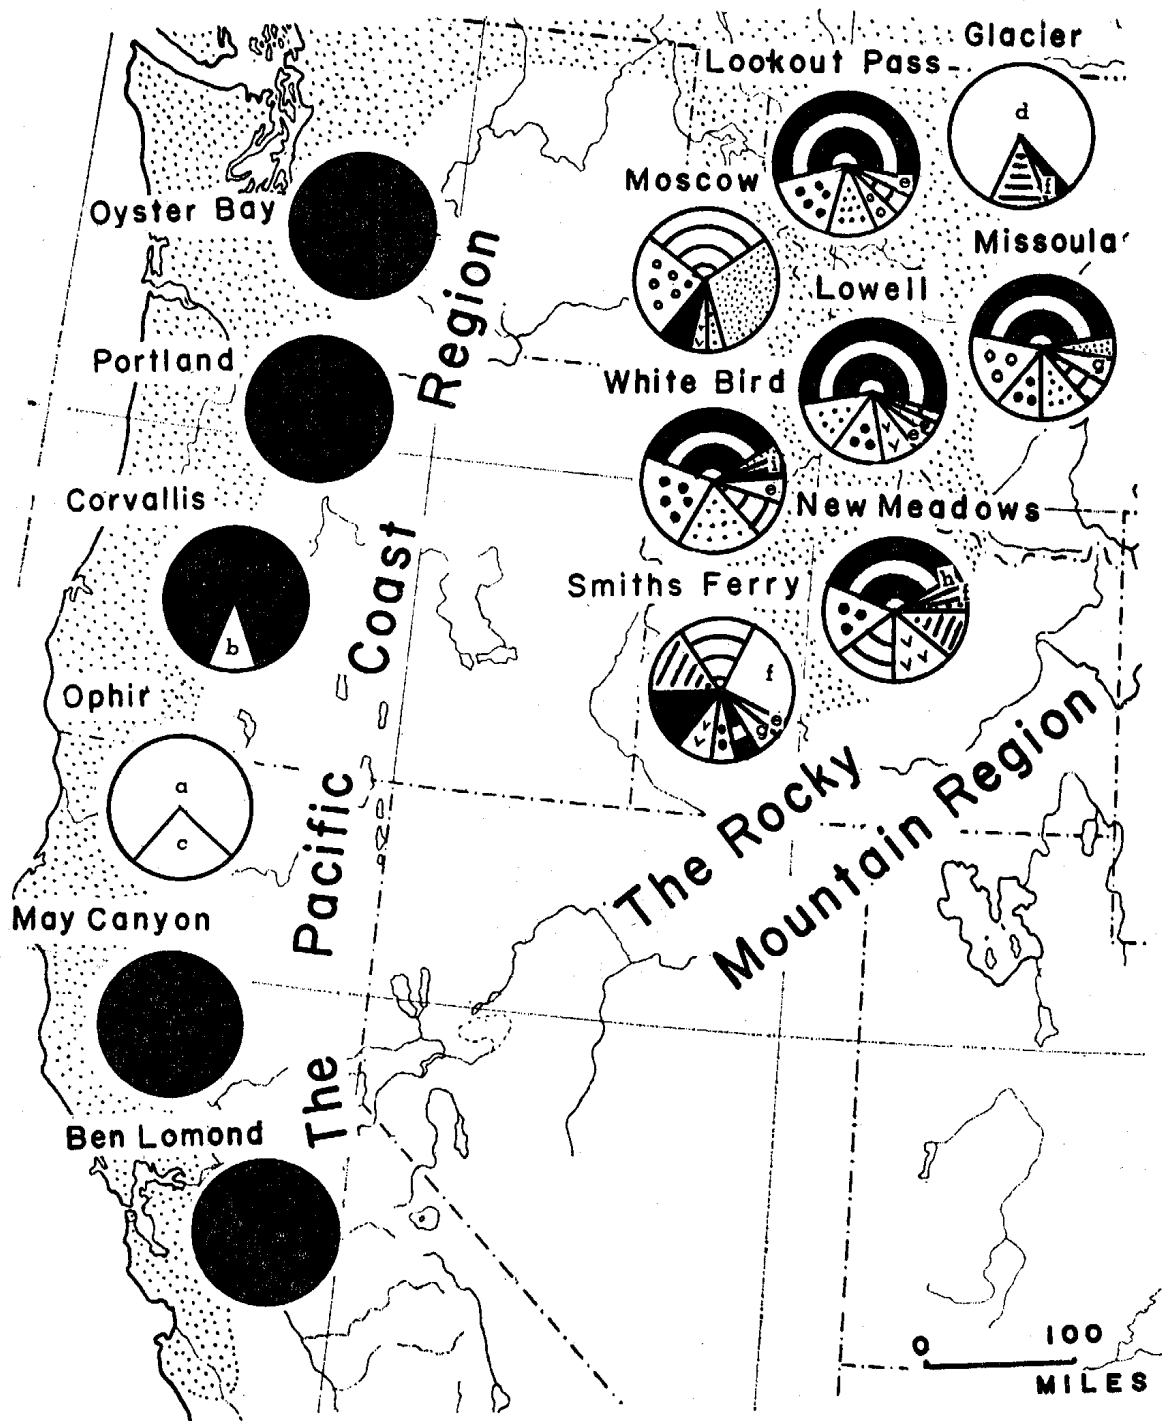 Glacier
Lookout Pass
d
f
e
Moscow
Missoula
Oyster Bay
Region
Lowell
g
Portland
White Bird
e e
i
e
Corvallis
New Meadows
Coast
Smiths Ferry
h
f
b
f
Ophir
g e
a
c
Pacific
The Rocky
Mountain Region
May Canyon
The
Ben Lomond
0 100
MILES